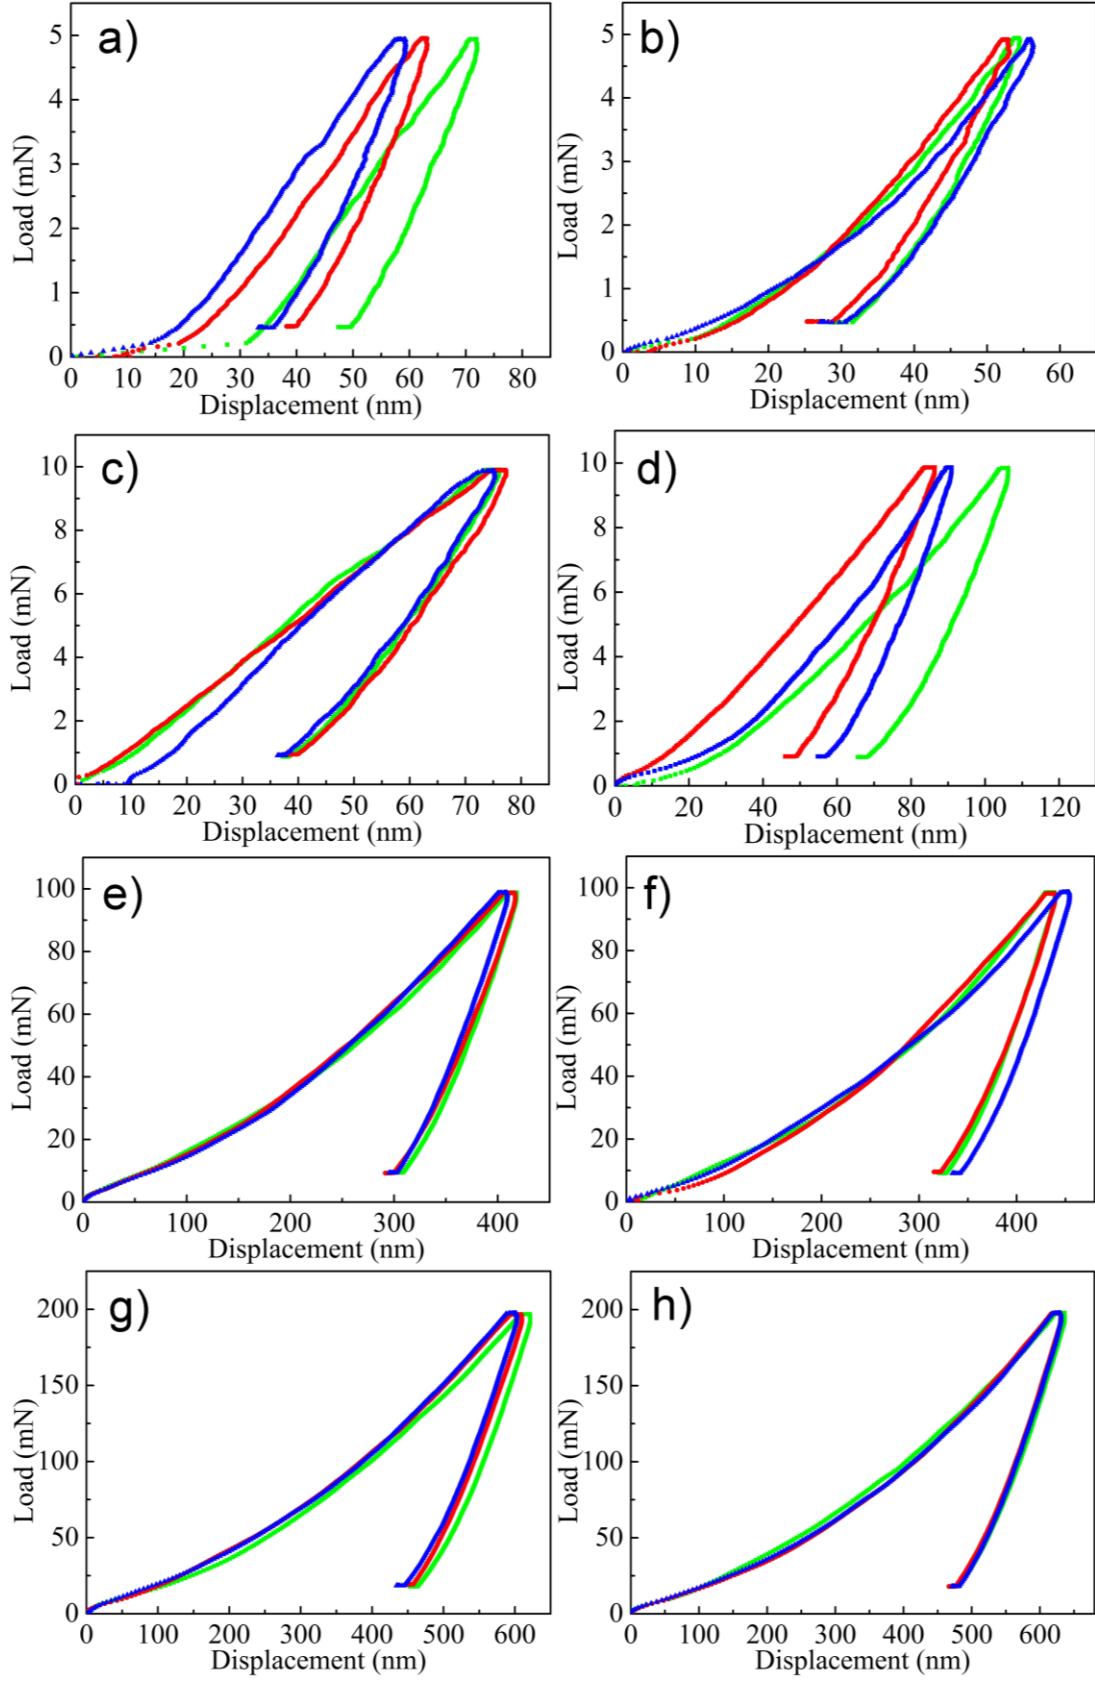 a)
5
4
3
2
1
0
Load (mN)
0 10 20 30 40 50 60 70 80
Displacement (nm)
b)
5
4
3
2
1
0
Load (mN)
0 10 20 30 40 50 60
Displacement (nm)
c)
10
8
6
4
2
0
Load (mN)
0 10 20 30 40 50 60 70 80
Displacement (nm)
d)
10
8
6
4
2
0
Load (mN)
0 20 40 60 80 100 120
Displacement (nm)
e)
100
80
60
40
20
0
Load (mN)
0 100 200 300 400
Displacement (nm)
f)
100
80
60
40
20
0
Load (mN)
0 100 200 300 400
Displacement (nm)
g)
200
150
100
50
0
Load (mN)
0 100 200 300 400 500 600
Displacement (nm)
h)
200
150
100
50
0
Load (mN)
0 100 200 300 400 500 600
Displacement (nm)